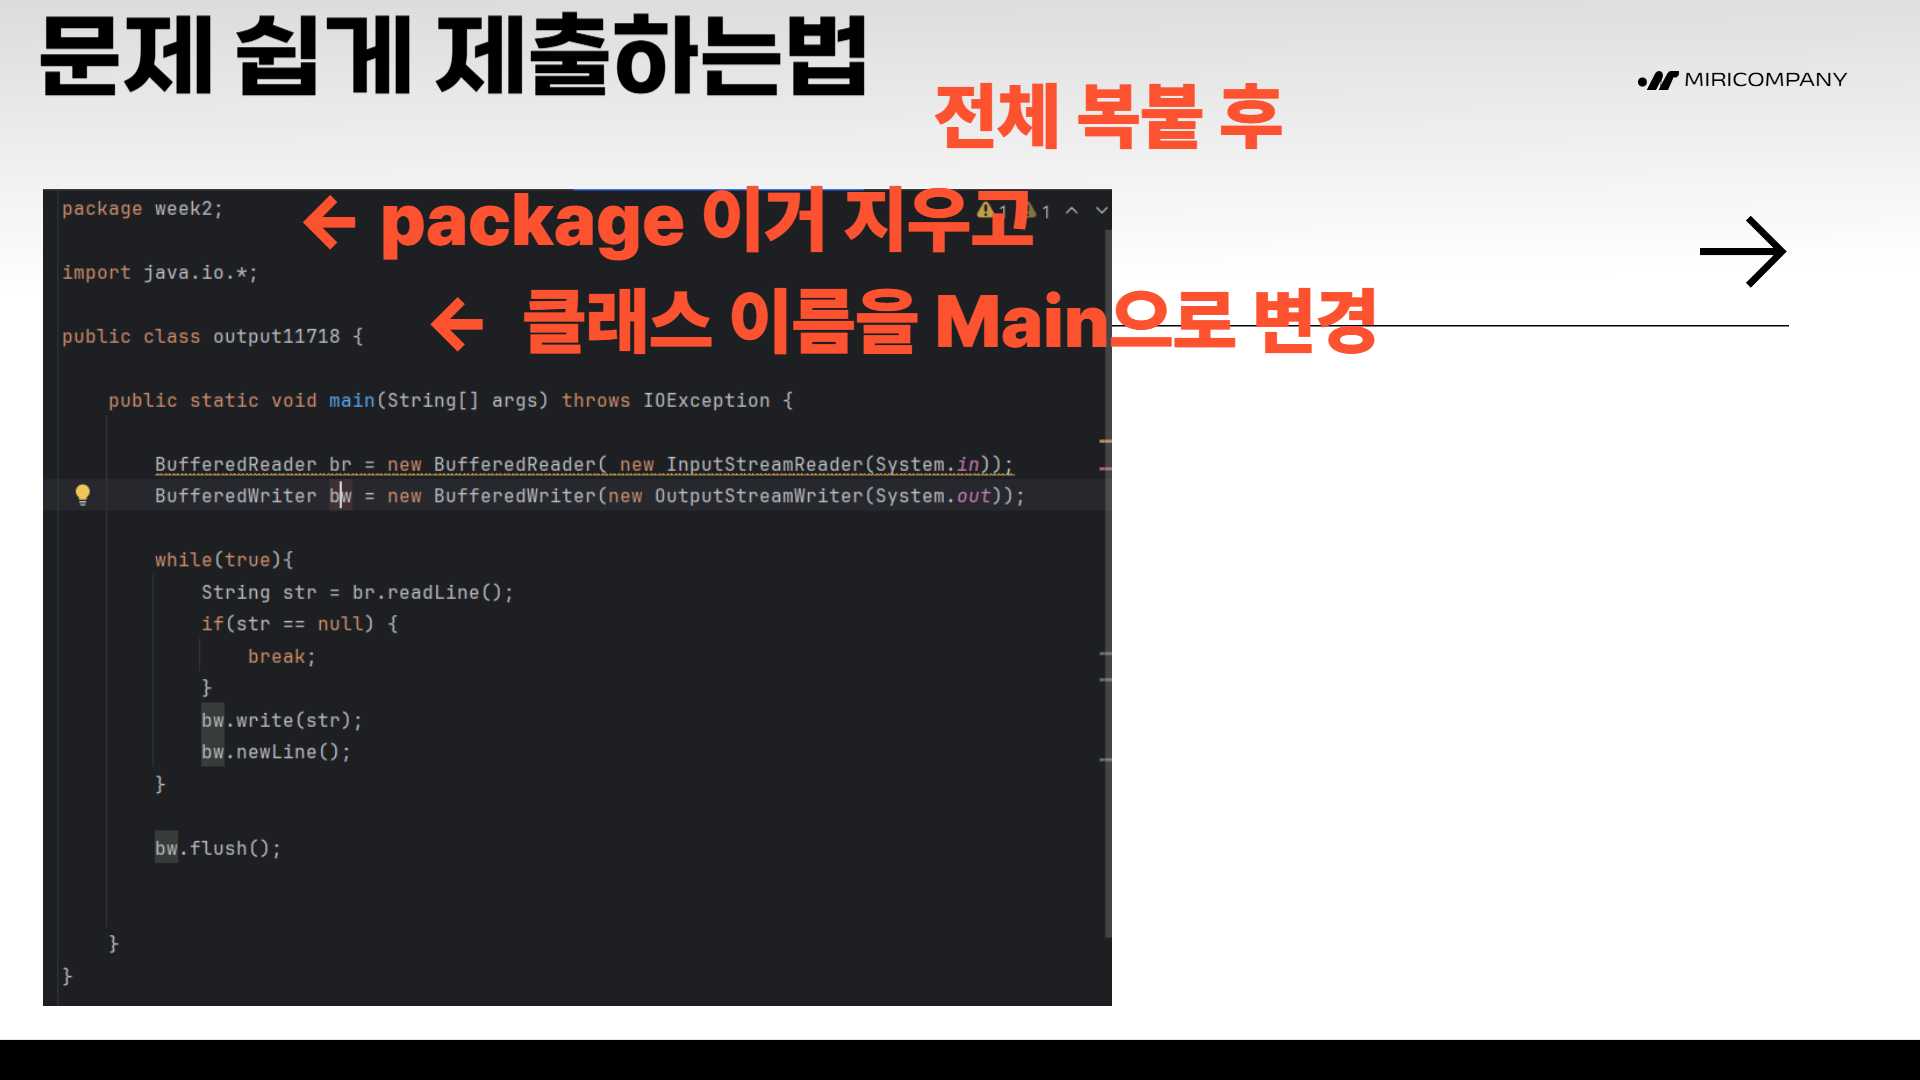 문제 쉽게 제출하는법
MIRICOMPANY
전체 복붙 후
package week2;
← package 이거 지우고
1 1
import java.io.*;
← 클래스 이름을 Main으로 변경
public class output11718 {
public static void main(String[] args) throws IOException {
BufferedReader br = new BufferedReader( new InputStreamReader(System.in));
BufferedWriter bw = new BufferedWriter(new OutputStreamWriter(System.out));
while(true){
String str = br.readLine();
if(str == null) {
break;
}
bw.write(str);
bw.newLine();
}
bw.flush();
}
}